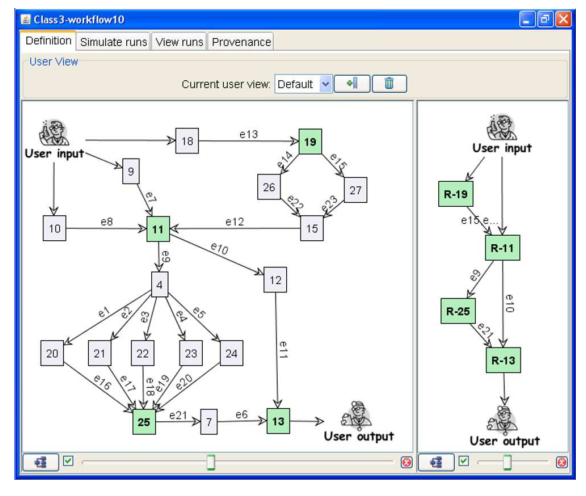 Class3-workflow10
Definition Simulate runs View runs Provenance
User View
Current user view: Default
User input
18
e13
19
9
e14
e15
e7
26
27
e22
e23
10
e8
11
e12
15
e9
e10
4
12
e1
e2
e3
e4
e5
e11
20
21
22
23
24
e16
e17
e18
e19
e20
25
e21
7
e6
13
User output
User input
R-19
e15,e...
R-11
e9
e10
R-25
e21
R-13
User output